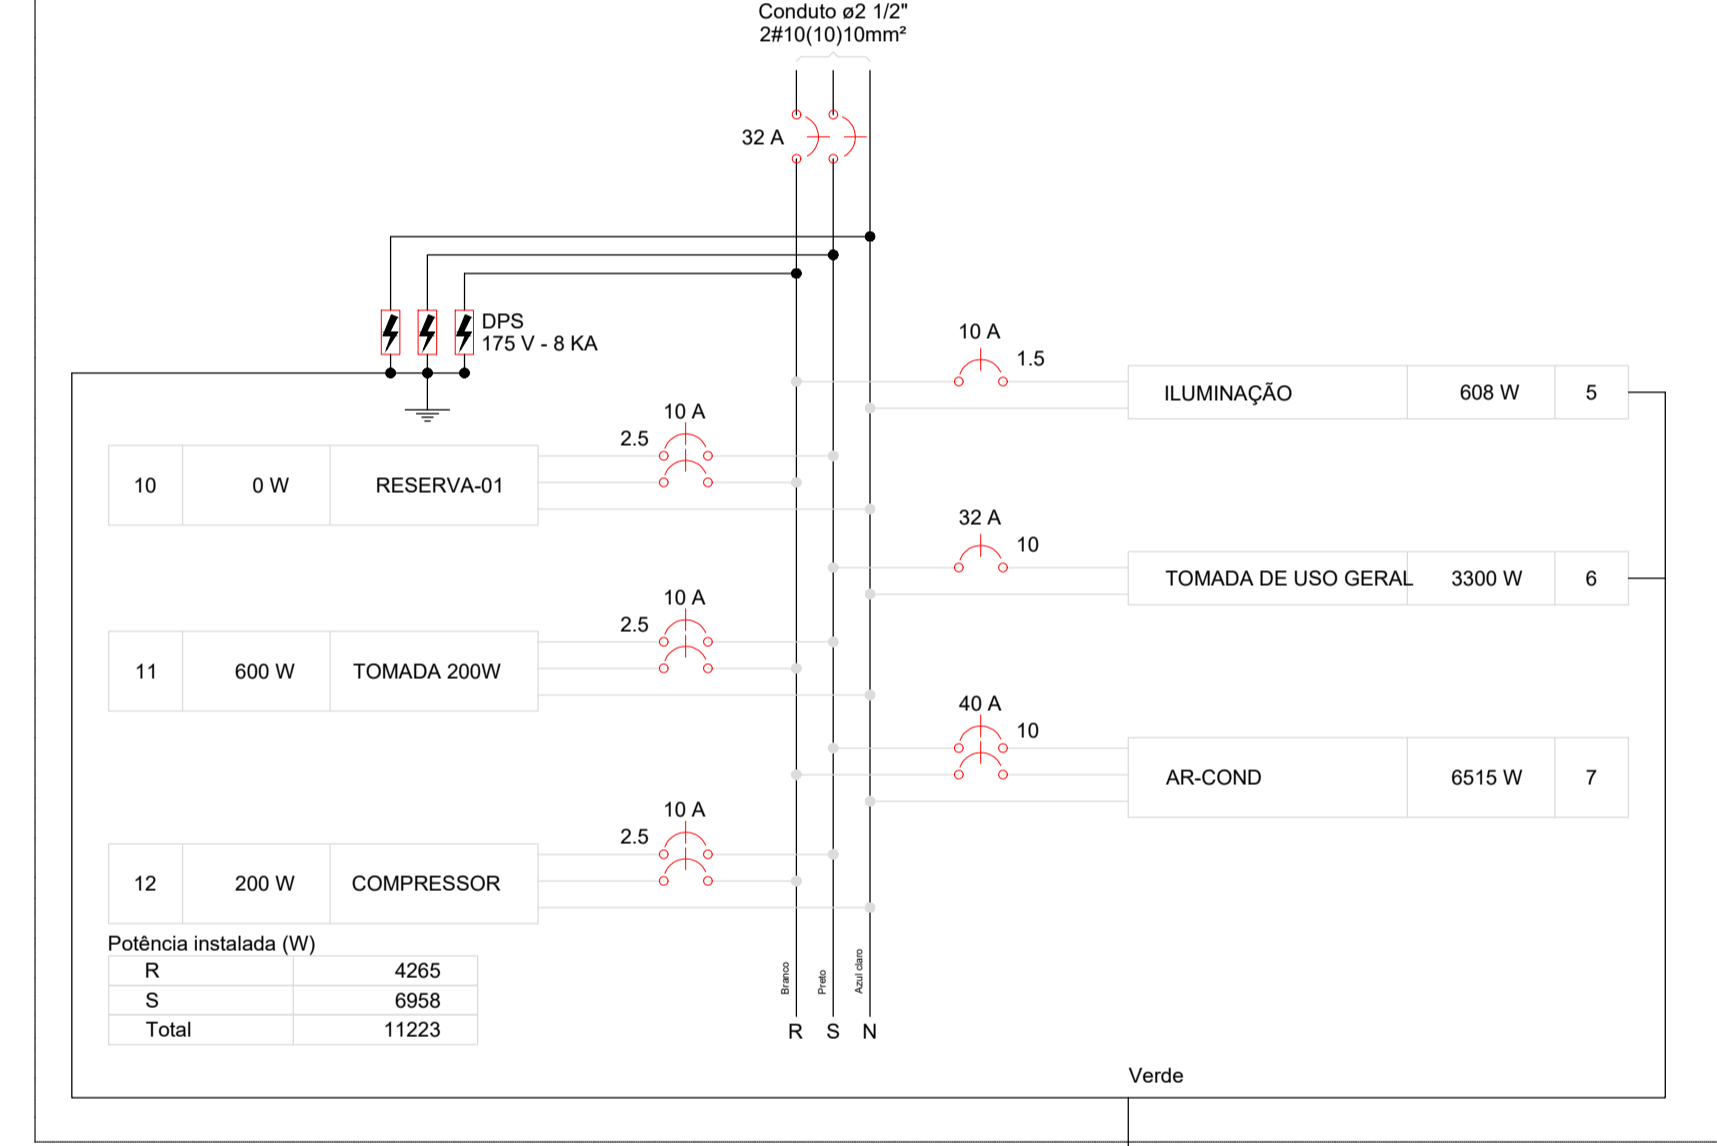 Conduto ø2 1/2"
2#10(10)10mm²
32 A
DPS
175 V - 8 KA
10 A
1.5
ILUMINAÇÃO 608 W 5
10 A
2.5
10 0 W RESERVA-01
32 A
10
TOMADA DE USO GERAL 3300 W 6
10 A
2.5
11 600 W TOMADA 200W
40 A
10
AR-COND 6515 W 7
10 A
2.5
12 200 W COMPRESSOR
Potência instalada (W)
R 4265
S 6958
Total 11223
Branco
Preto
Azul claro
R S N
Verde